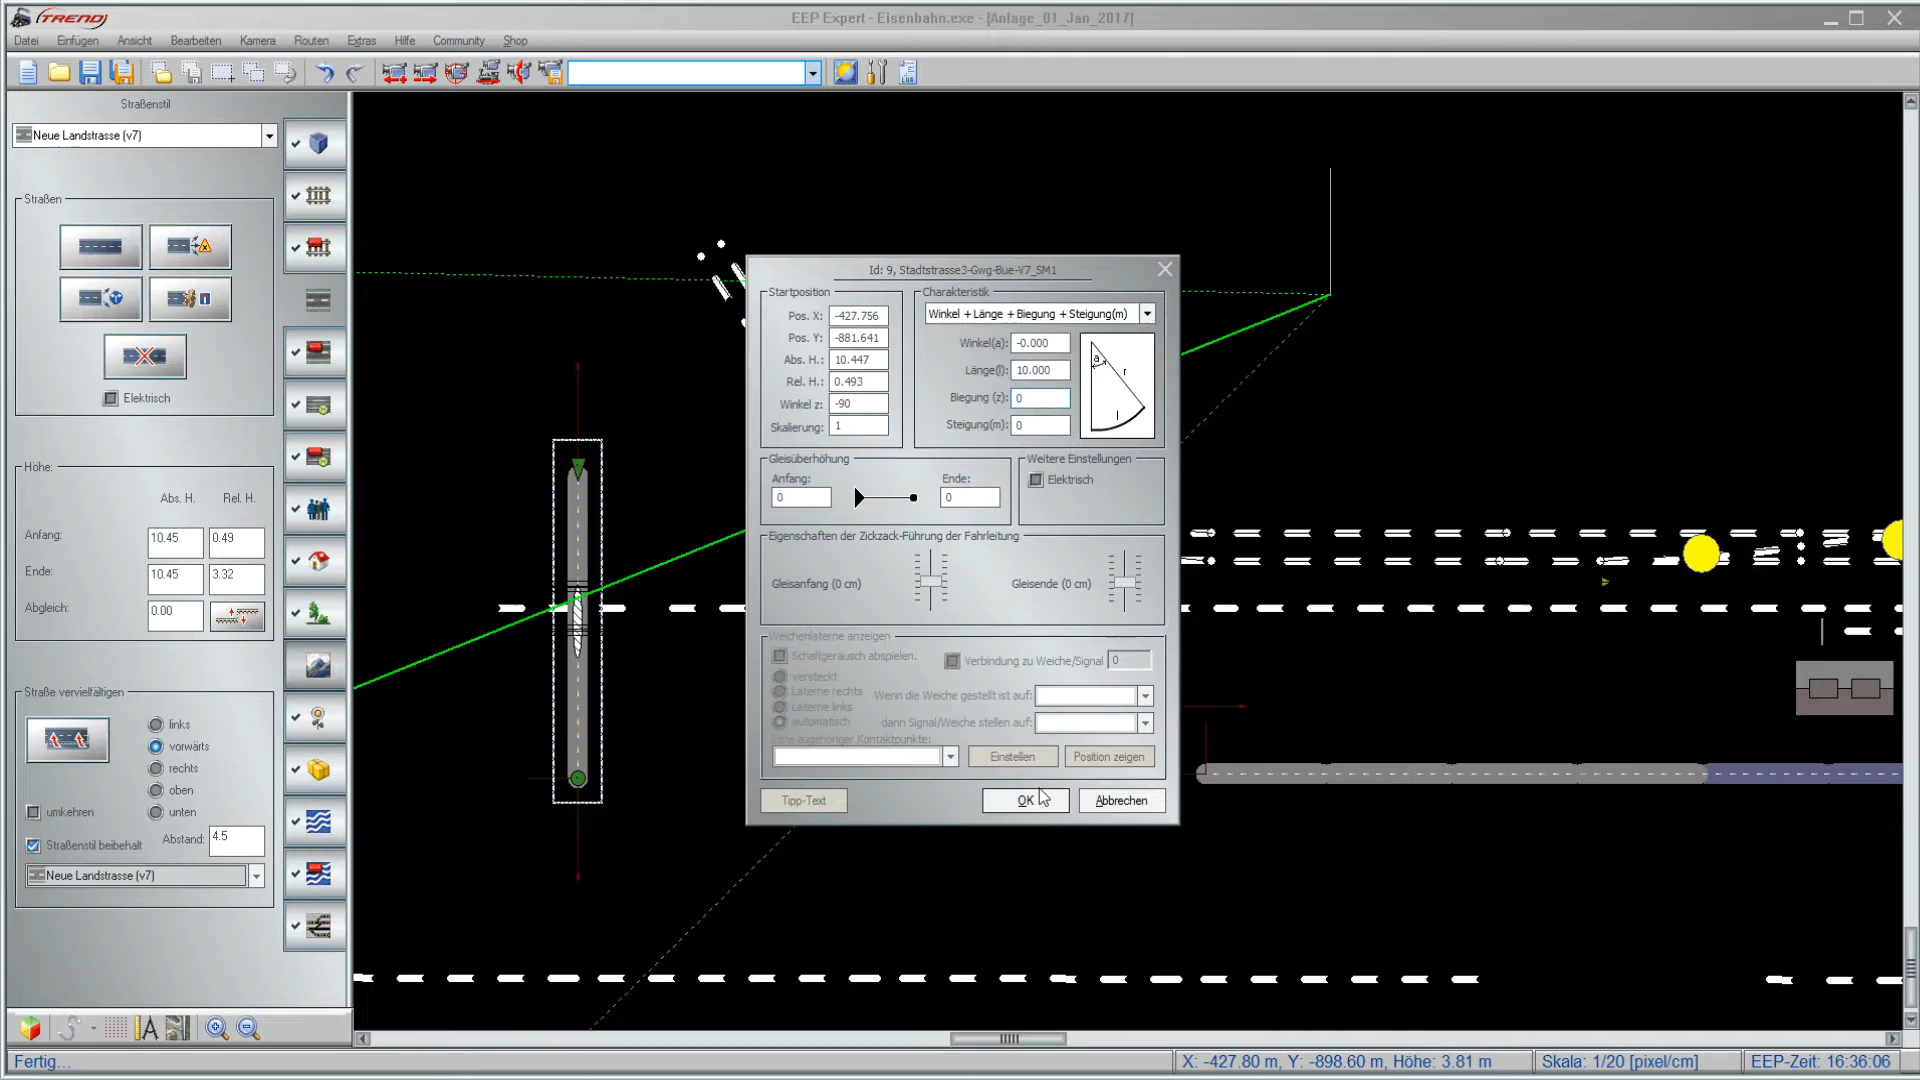 TREND
EEP Expert - Eisenbahn.exe - [Anlage_01_Jan_2017]
Datei Einfügen Ansicht Bearbeiten Kamera Routen Extras Hilfe Community Shop
LUA
Straßenstil
Neue Landstrasse (v7)
Straßen
Elektrisch
Höhe:
Abs. H. Rel. H.
Anfang: 10.45 0.49
Ende: 10.45 3.32
Abgleich: 0.00
Straße vervielfältigen
links
vorwärts
rechts
oben
umkehren unten
Straßenstil beibehalt Abstand: 4.5
Neue Landstrasse (v7)
Id: 9, Stadtstrasse3-Gwg-Bue-V7_SM1
Startposition
Pos. X: -427.756
Pos. Y: -881.641
Abs. H.: 10.447
Rel. H.: 0.493
Winkel z: -90
Skalierung: 1
Charakteristik
Winkel + Länge + Biegung + Steigung(m)
Winkel(a): -0.000
Länge(l): 10.000
Biegung (z): 0
Steigung(m): 0
a
r
l
Gleisüberhöhung
Anfang: Ende:
0 0
Weitere Einstellungen
Elektrisch
Eigenschaften der Zickzack-Führung der Fahrleitung
Gleisanfang (0 cm) Gleisende (0 cm)
Weichenlaterne anzeigen
Schaltgeräusch abspielen. Verbindung zu Weiche/Signal 0
versteckt
Laterne rechts Wenn die Weiche gestellt ist auf:
Laterne links
automatisch dann Signal/Weiche stellen auf:
Liste zugehöriger Kontaktpunkte:
Einstellen Position zeigen
Tipp-Text OK Abbrechen
Fertig...
X: -427.80 m, Y: -898.60 m, Höhe: 3.81 m Skala: 1/20 [pixel/cm] EEP-Zeit: 16:36:06